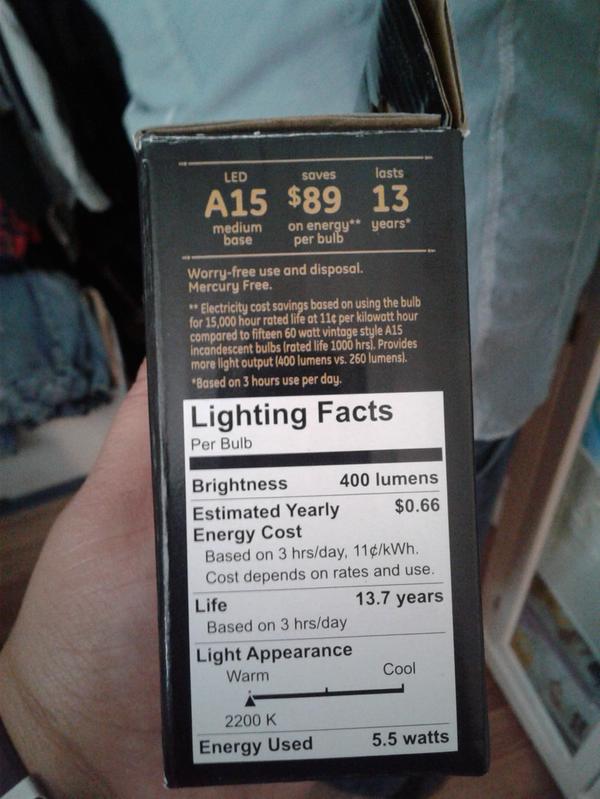 LED saves lasts
A15 $89 13
medium on energy** years*
base per bulb
Worry-free use and disposal.
Mercury Free.
** Electricity cost savings based on using the bulb
for 15,000 hour rated life at 11¢ per kilowatt hour
compared to fifteen 60 watt vintage style A15
incandescent bulbs (rated life 1000 hrs). Provides
more light output (400 lumens vs. 260 lumens).
*Based on 3 hours use per day.
Lighting Facts
Per Bulb
Brightness 400 lumens
Estimated Yearly $0.66
Energy Cost
Based on 3 hrs/day, 11¢/kWh.
Cost depends on rates and use.
Life 13.7 years
Based on 3 hrs/day
Light Appearance
Warm Cool
2200 K
Energy Used 5.5 watts